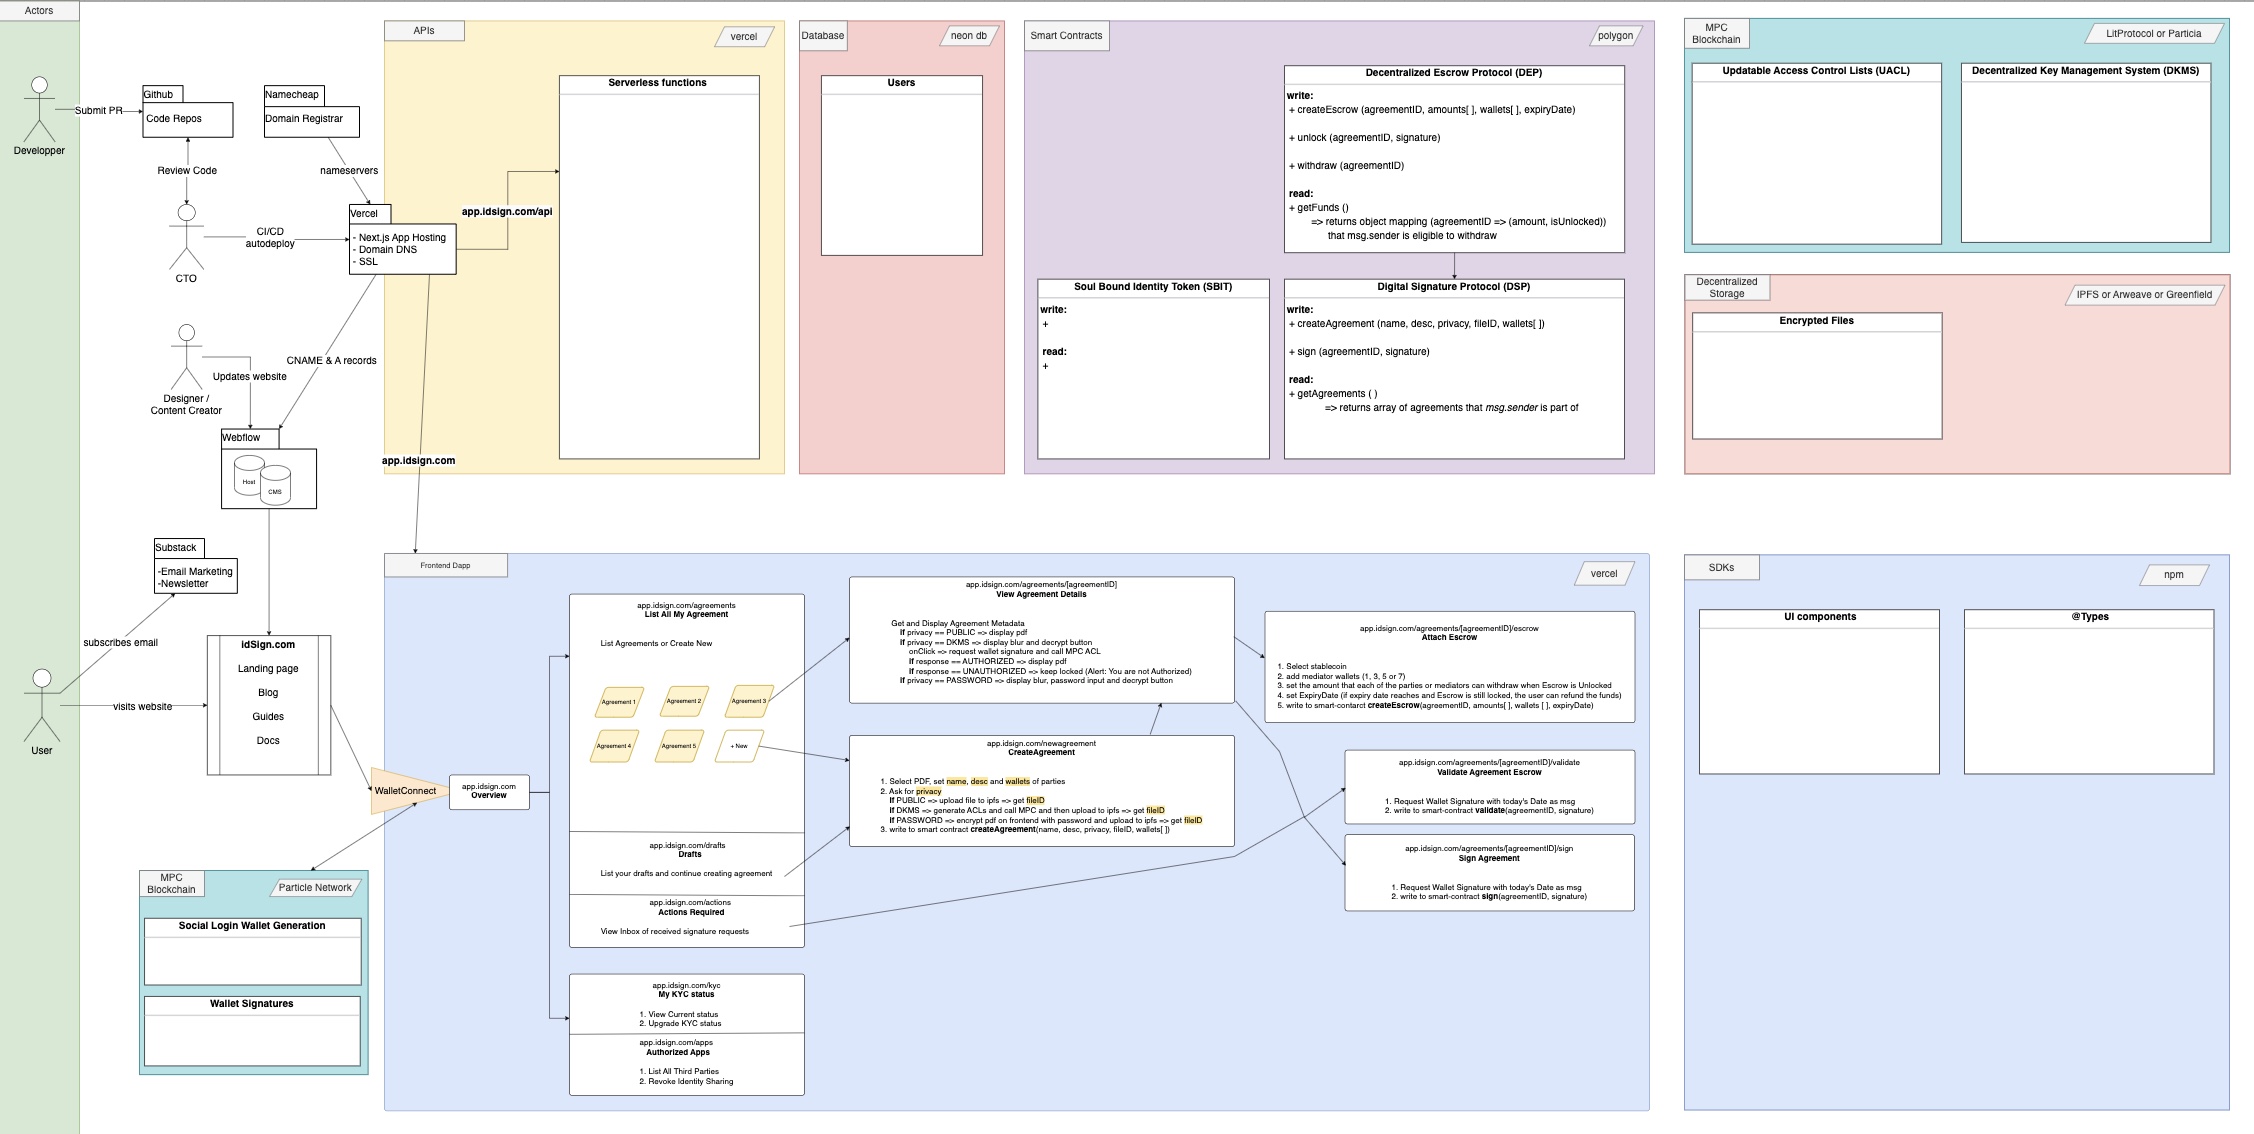 Actors
Developper
Submit PR
Github
Code Repos
Namecheap
Domain Registrar
Review Code
nameservers
CTO
CI/CD
autodeploy
Vercel
- Next.js App Hosting
- Domain DNS
- SSL
app.idsign.com/api
Designer /
Content Creator
Updates website
CNAME & A records
Webflow
Host
CMS
app.idsign.com
Substack
-Email Marketing
-Newsletter
subscribes email
User
visits website
idSign.com
Landing page
Blog
Guides
Docs
WalletConnect
MPC
Blockchain
Particle Network
Social Login Wallet Generation
Wallet Signatures
APIs
vercel
Serverless functions
Database
neon db
Users
Smart Contracts
polygon
Decentralized Escrow Protocol (DEP)
write:
+ createEscrow (agreementID, amounts[ ], wallets[ ], expiryDate)
+ unlock (agreementID, signature)
+ withdraw (agreementID)
read:
+ getFunds ()
=> returns object mapping (agreementID => (amount, isUnlocked))
that msg.sender is eligible to withdraw
Soul Bound Identity Token (SBIT)
write:
+
read:
+
Digital Signature Protocol (DSP)
write:
+ createAgreement (name, desc, privacy, fileID, wallets[ ])
+ sign (agreementID, signature)
read:
+ getAgreements ( )
=> returns array of agreements that msg.sender is part of
MPC
Blockchain
LitProtocol or Particia
Updatable Access Control Lists (UACL)
Decentralized Key Management System (DKMS)
Decentralized
Storage
IPFS or Arweave or Greenfield
Encrypted Files
Frontend Dapp
vercel
app.idsign.com
Overview
app.idsign.com/agreements
List All My Agreement
List Agreements or Create New
Agreement 1
Agreement 2
Agreement 3
Agreement 4
Agreement 5
+ New
app.idsign.com/drafts
Drafts
List your drafts and continue creating agreement
app.idsign.com/actions
Actions Required
View Inbox of received signature requests
app.idsign.com/kyc
My KYC status
1. View Current status
2. Upgrade KYC status
app.idsign.com/apps
Authorized Apps
1. List All Third Parties
2. Revoke Identity Sharing
app.idsign.com/agreements/[agreementID]
View Agreement Details
Get and Display Agreement Metadata
If privacy == PUBLIC => display pdf
If privacy == DKMS => display blur and decrypt button
onClick => request wallet signature and call MPC ACL
If response == AUTHORIZED => display pdf
If response == UNAUTHORIZED => keep locked (Alert: You are not Authorized)
If privacy == PASSWORD => display blur, password input and decrypt button
app.idsign.com/newagreement
CreateAgreement
1. Select PDF, set name, desc and wallets of parties
2. Ask for privacy
If PUBLIC => upload file to ipfs => get fileID
If DKMS => generate ACLs and call MPC and then upload to ipfs => get fileID
If PASSWORD => encrypt pdf on frontend with password and upload to ipfs => get fileID
3. write to smart contract createAgreement(name, desc, privacy, fileID, wallets[ ])
app.idsign.com/agreements/[agreementID]/escrow
Attach Escrow
1. Select stablecoin
2. add mediator wallets (1, 3, 5 or 7)
3. set the amount that each of the parties or mediators can withdraw when Escrow is Unlocked
4. set ExpiryDate (if expiry date reaches and Escrow is still locked, the user can refund the funds)
5. write to smart-contarct createEscrow(agreementID, amounts[ ], wallets [ ], expiryDate)
app.idsign.com/agreements/[agreementID]/validate
Validate Agreement Escrow
1. Request Wallet Signature with today's Date as msg
2. write to smart-contract validate(agreementID, signature)
app.idsign.com/agreements/[agreementID]/sign
Sign Agreement
1. Request Wallet Signature with today's Date as msg
2. write to smart-contract sign(agreementID, signature)
SDKs
npm
UI components
@Types